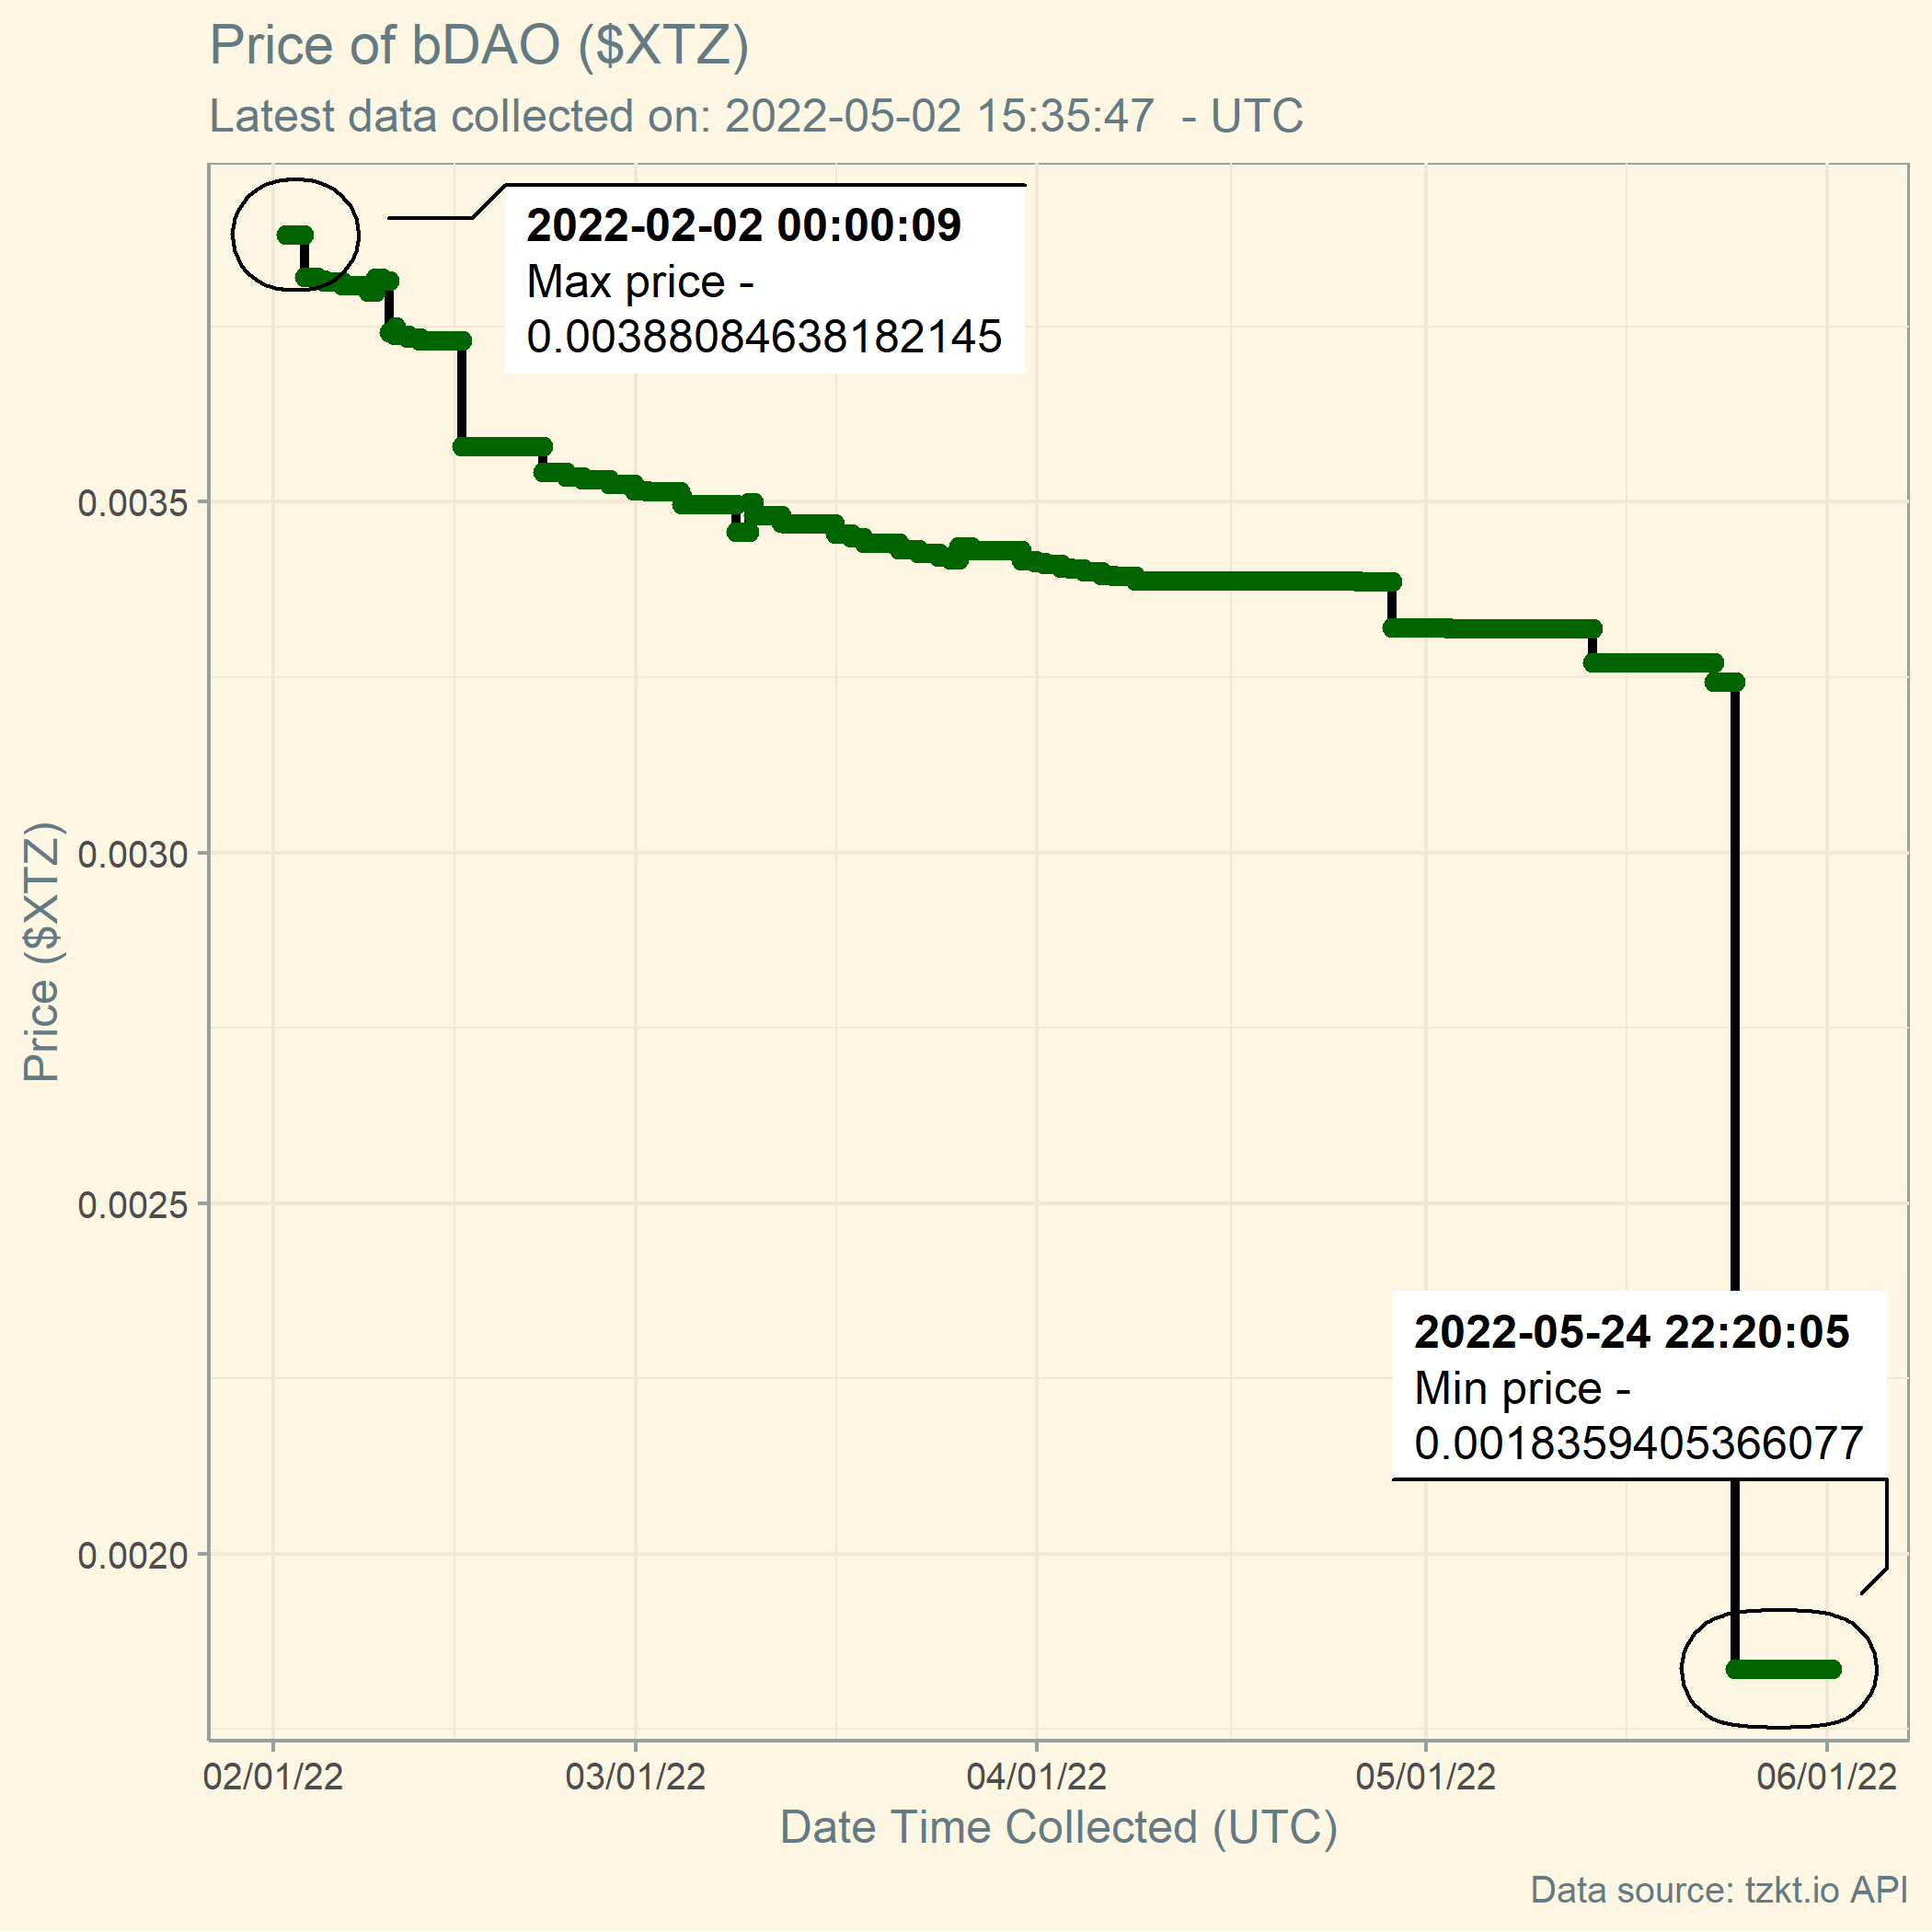 Price of bDAO ($XTZ)
Latest data collected on: 2022-05-02 15:35:47  - UTC
2022-02-02 00:00:09
Max price -
0.00388084638182145
0.0035
0.0030
0.0025
0.0020
Price ($XTZ)
2022-05-24 22:20:05
Min price -
0.0018359405366077
02/01/22
03/01/22
04/01/22
05/01/22
06/01/22
Date Time Collected (UTC)
Data source: tzkt.io API